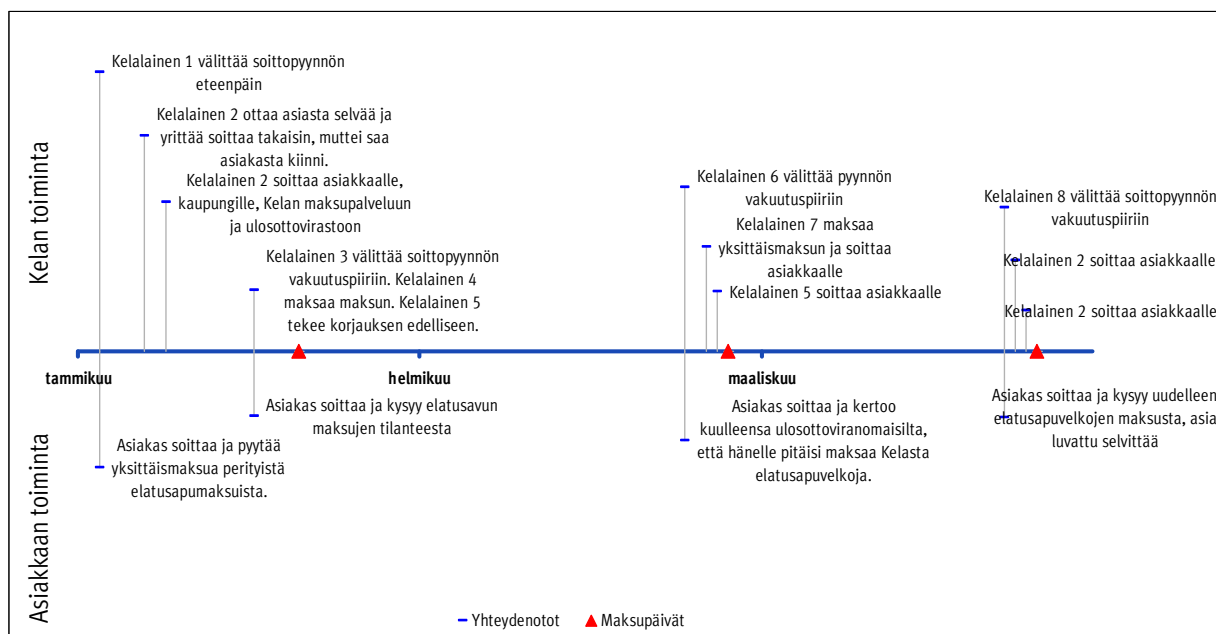 Kelan toiminta
Asiakkaan toiminta
Kelalainen 1 välittää soittopyynnön
eteenpäin
Kelalainen 2 ottaa asiasta selvää ja
yrittää soittaa takaisin, muttei saa
asiakasta kiinni.
Kelalainen 2 soittaa asiakkaalle,
kaupungille, Kelan maksupalveluun
ja ulosottovirastoon
Kelalainen 3 välittää soittopyynnön
vakuutuspiiriin. Kelalainen 4
maksaa maksun. Kelalainen 5
tekee korjauksen edelliseen.
Kelalainen 6 välittää pyynnön
vakuutuspiiriin
Kelalainen 7 maksaa
yksittäismaksun ja soittaa
asiakkaalle
Kelalainen 5 soittaa asiakkaalle
Kelalainen 8 välittää soittopyynnön
vakuutuspiiriin
Kelalainen 2 soittaa asiakkaalle
Kelalainen 2 soittaa asiakkaalle
tammikuu
helmikuu
maaliskuu
Asiakas soittaa ja pyytää
yksittäismaksua perityistä
elatusapumaksuista.
Asiakas soittaa ja kysyy elatusavun
maksujen tilanteesta
Asiakas soittaa ja kertoo
kuulleensa ulosottoviranomaisilta,
että hänelle pitäisi maksaa Kelasta
elatusapuvelkoja.
Asiakas soittaa ja kysyy uudelleen
elatusapuvelkojen maksusta, asia
luvattu selvittää
Yhteydenotot
Maksupäivät